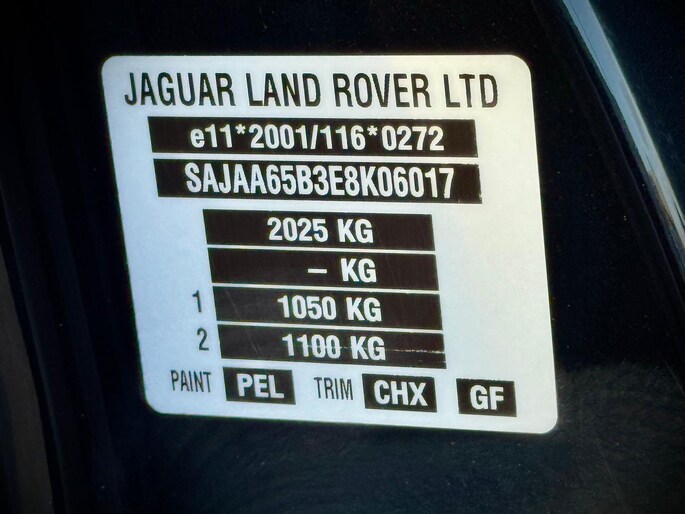 JAGUAR LAND ROVER LTD
e11*2001/116*0272
SAJAA65B3E8K06017
2025 KG
– KG
1 1050 KG
2 1100 KG
PAINT PEL TRIM CHX GF